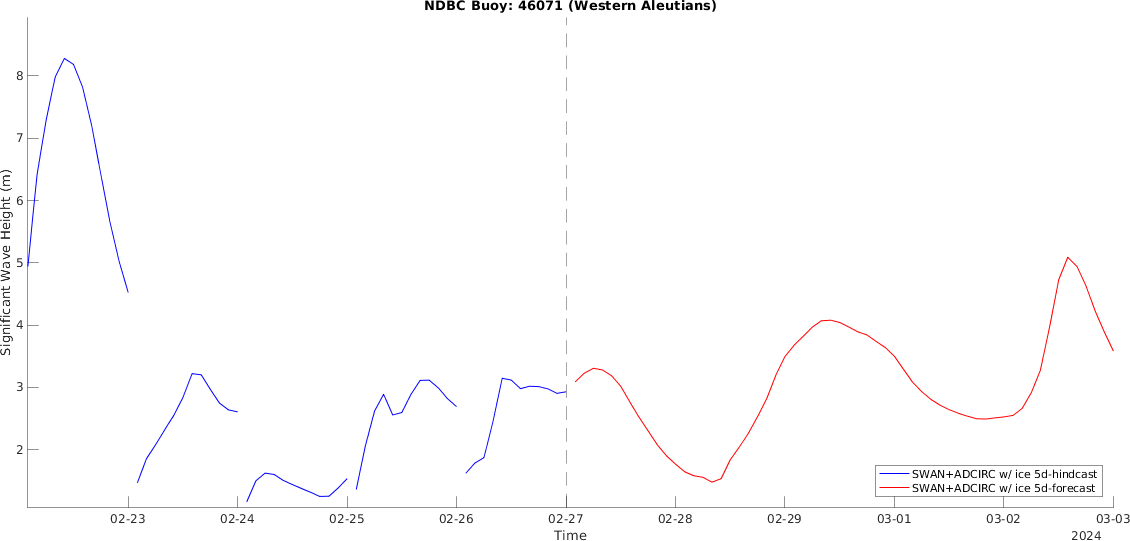 NDBC Buoy: 46071 (Western Aleutians)
Significant Wave Height (m)
8
7
6
5
4
3
2
SWAN+ADCIRC w/ ice 5d-hindcast
SWAN+ADCIRC w/ ice 5d-forecast
02-23 02-24 02-25 02-26 02-27 02-28 02-29 03-01 03-02 03-03
Time
2024